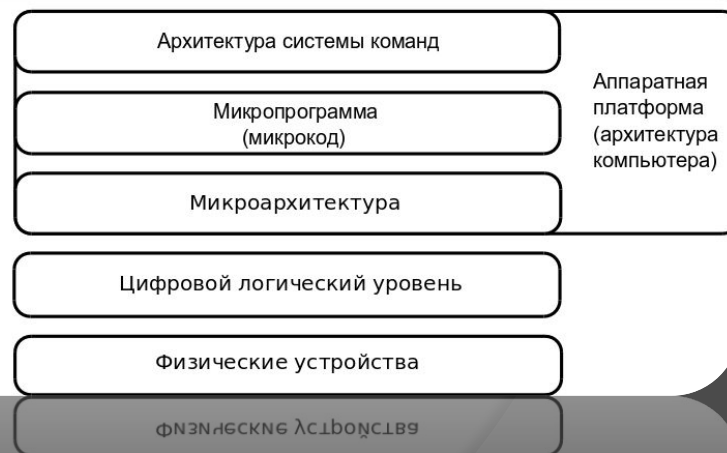 Архитектура системы команд
Микропрограмма
(микрокод)
Микроархитектура
Аппаратная
платформа
(архитектура
компьютера)
Цифровой логический уровень
Физические устройства